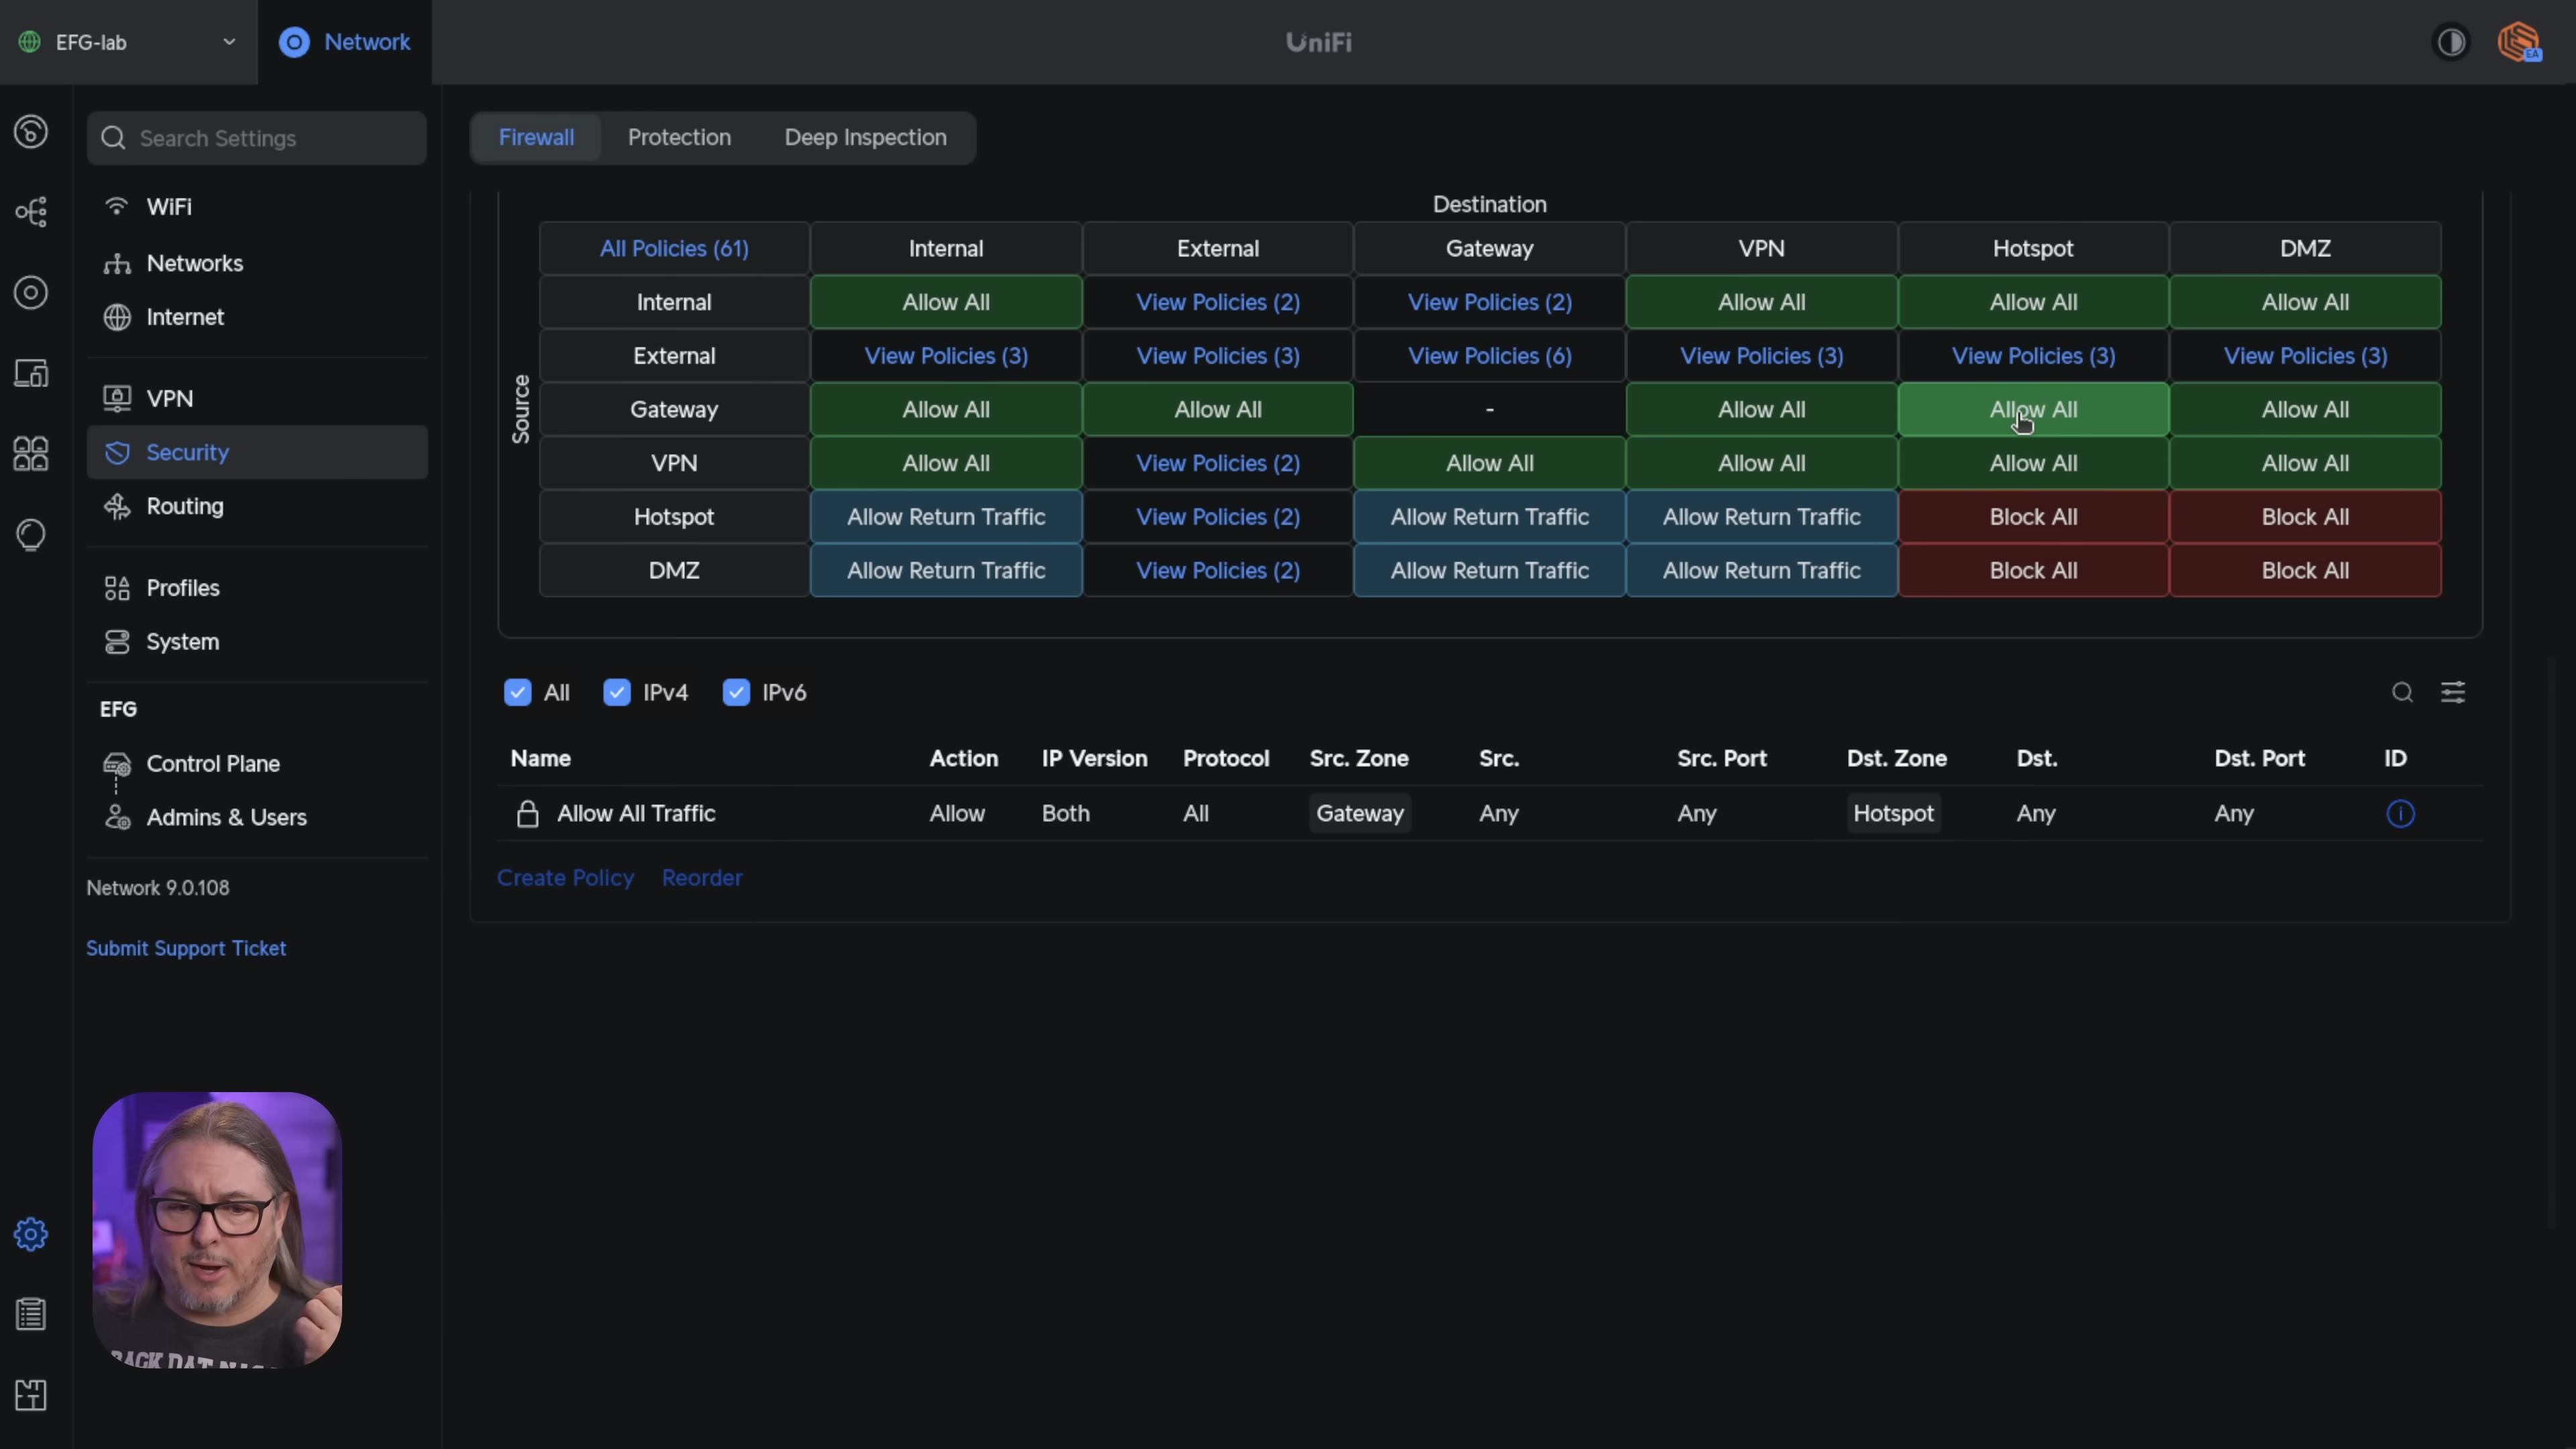 EFG-lab
Network
UniFi
Search Settings
WiFi
Networks
Internet
VPN
Security
Routing
Profiles
System
EFG
Control Plane
Admins & Users
Network 9.0.108
Submit Support Ticket
Firewall Protection Deep Inspection
Destination
Source
All Policies (61) Internal External Gateway VPN Hotspot DMZ
Internal Allow All View Policies (2) View Policies (2) Allow All Allow All Allow All
External View Policies (3) View Policies (3) View Policies (6) View Policies (3) View Policies (3) View Policies (3)
Gateway Allow All Allow All - Allow All Allow All Allow All
VPN Allow All View Policies (2) Allow All Allow All Allow All Allow All
Hotspot Allow Return Traffic View Policies (2) Allow Return Traffic Allow Return Traffic Block All Block All
DMZ Allow Return Traffic View Policies (2) Allow Return Traffic Allow Return Traffic Block All Block All
All IPv4 IPv6
Name Action IP Version Protocol Src. Zone Src. Src. Port Dst. Zone Dst. Dst. Port ID
Allow All Traffic Allow Both All Gateway Any Any Hotspot Any Any
Create Policy Reorder